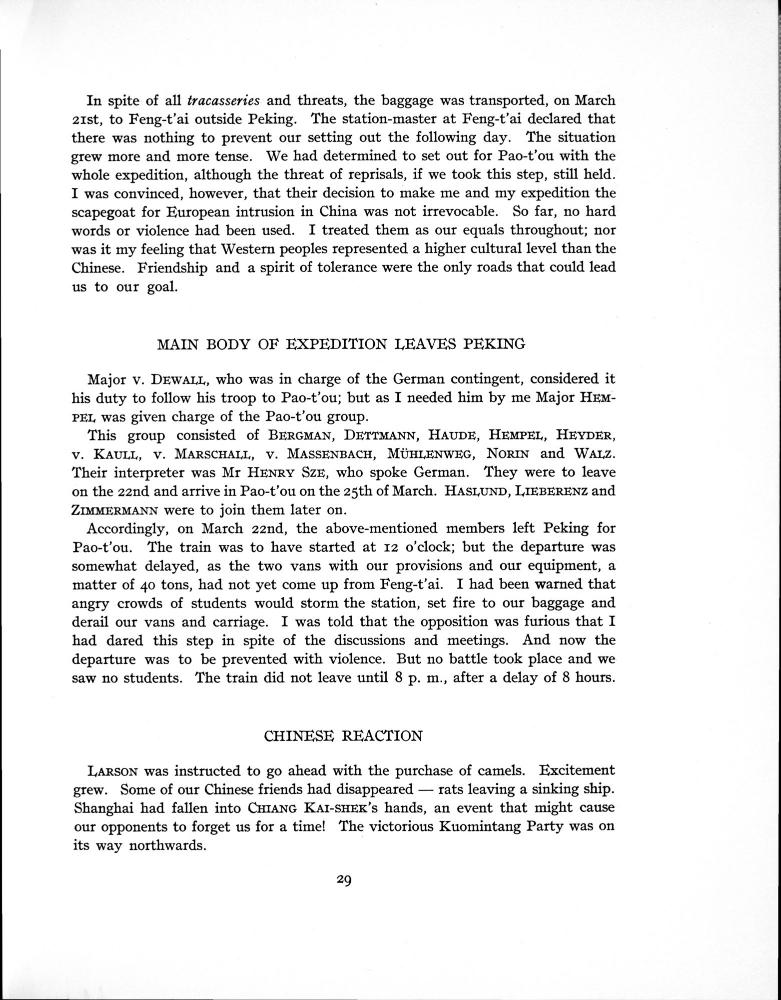 In spite of all tracasseries and threats, the baggage was transported, on March
21st, to Feng-t'ai outside Peking. The station-master at Feng-t'ai declared that
there was nothing to prevent our setting out the following day. The situation
grew more and more tense. We had determined to set out for Pao-t'ou with the
whole expedition, although the threat of reprisals, if we took this step, still held.
I was convinced, however, that their decision to make me and my expedition the
scapegoat for European intrusion in China was not irrevocable. So far, no hard
words or violence had been used. I treated them as our equals throughout; nor
was it my feeling that Western peoples represented a higher cultural level than the
Chinese. Friendship and a spirit of tolerance were the only roads that could lead
us to our goal.
MAIN BODY OF EXPEDITION LEAVES PEKING
Major v. DEWALL, who was in charge of the German contingent, considered it
his duty to follow his troop to Pao-t'ou; but as I needed him by me Major HEM-
PEL was given charge of the Pao-t'ou group.
This group consisted of BERGMAN, DETTMANN, HAUDE, HEMPEL, HEYDER,
v. KAULL, v. MARSCHALL, v. MASSENBACH, MÜHLENWEG, NORIN and WALZ.
Their interpreter was Mr HENRY SZE, who spoke German. They were to leave
on the 22nd and arrive in Pao-t'ou on the 25th of March. HASLUND, LIEBERENZ and
ZIMMERMANN were to join them later on.
Accordingly, on March 22nd, the above-mentioned members left Peking for
Pao-t'ou. The train was to have started at 12 o'clock; but the departure was
somewhat delayed, as the two vans with our provisions and our equipment, a
matter of 40 tons, had not yet come up from Feng-t'ai. I had been warned that
angry crowds of students would storm the station, set fire to our baggage and
derail our vans and carriage. I was told that the opposition was furious that I
had dared this step in spite of the discussions and meetings. And now the
departure was to be prevented with violence. But no battle took place and we
saw no students. The train did not leave until 8 p. m., after a delay of 8 hours.
CHINESE REACTION
LARSON was instructed to go ahead with the purchase of camels. Excitement
grew. Some of our Chinese friends had disappeared — rats leaving a sinking ship.
Shanghai had fallen into CHIANG KAI-SHEK's hands, an event that might cause
our opponents to forget us for a time! The victorious Kuomintang Party was on
its way northwards.
29